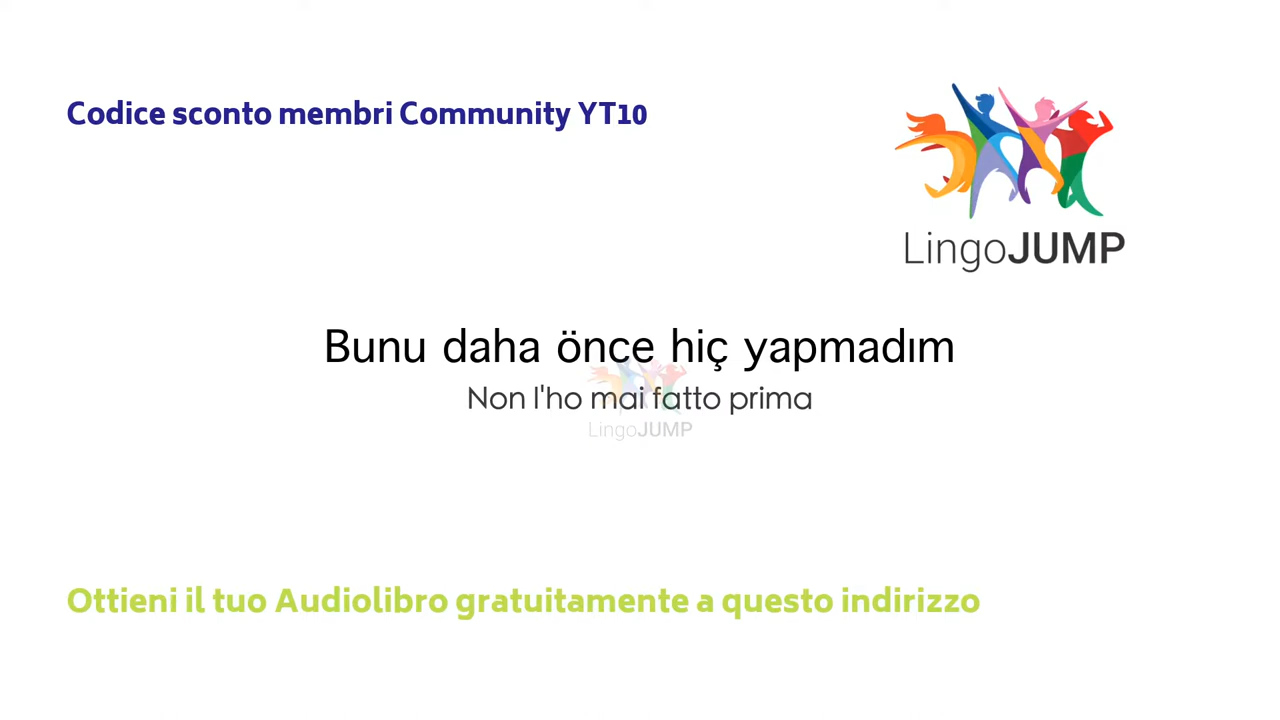 Codice sconto membri Community YT10
LingoJUMP
Bunu daha önce hiç yapmadım
Non l'ho mai fatto prima
LingoJUMP
Ottieni il tuo Audiolibro gratuitamente a questo indirizzo